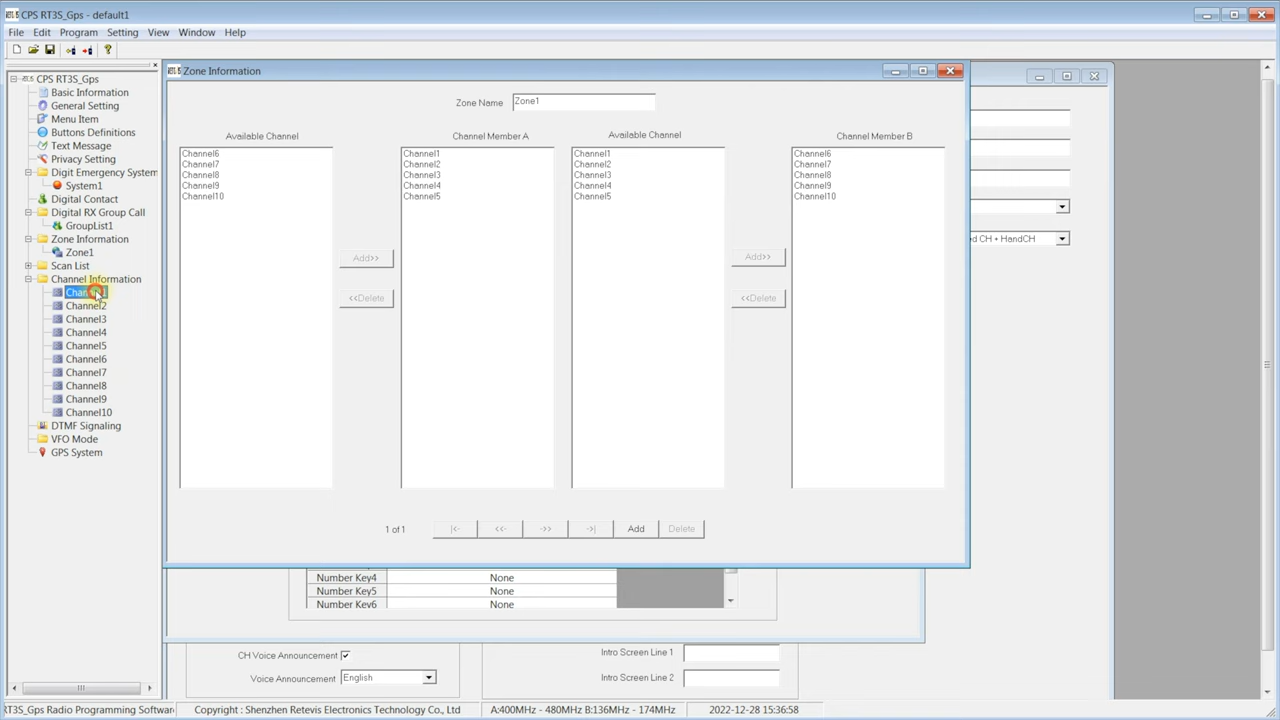 CPS RT3S_Gps - default1
File Edit Program Setting View Window Help
CPS RT3S_Gps
Basic Information
General Setting
Menu Item
Buttons Definitions
Text Message
Privacy Setting
Digit Emergency System
System1
Digital Contact
Digital RX Group Call
GroupList1
Zone Information
Zone1
Scan List
Channel Information
Channel2
Channel3
Channel4
Channel5
Channel6
Channel7
Channel8
Channel9
Channel10
DTMF Signaling
VFO Mode
GPS System
Zone Information
Zone Name Zone1
Available Channel
Channel6
Channel7
Channel8
Channel9
Channel10
Add>>
<<Delete
Channel Member A
Channel1
Channel2
Channel3
Channel4
Channel5
Available Channel
Channel1
Channel2
Channel3
Channel4
Channel5
Add>>
<<Delete
Channel Member B
Channel6
Channel7
Channel8
Channel9
Channel10
1 of 1 |<- <<- ->> ->| Add Delete
d CH + HandCH
Number Key4 None
Number Key5 None
Number Key6 None
CH Voice Announcement
Voice Announcement English
Intro Screen Line 1
Intro Screen Line 2
RT3S_Gps Radio Programming Softwar Copyright : Shenzhen Retevis Electronics Technology Co., Ltd A:400MHz - 480MHz B:136MHz - 174MHz 2022-12-28 15:36:58